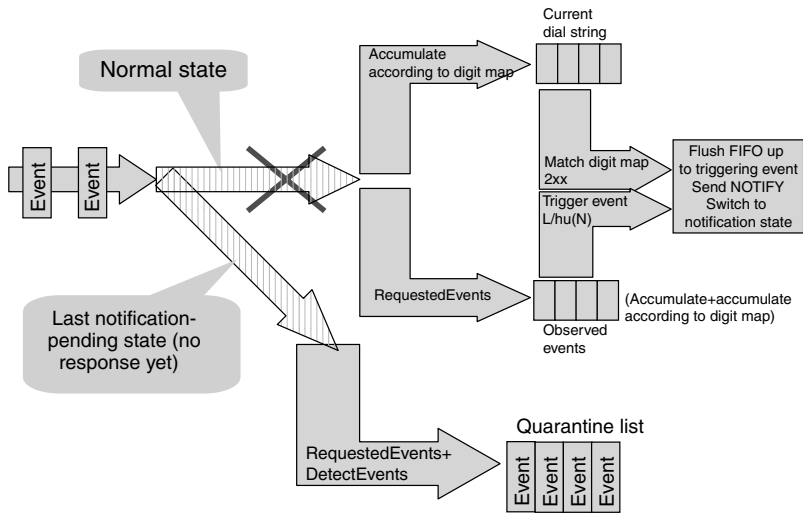 Current
dial string
Accumulate
according to digit map
Normal state
Event
Event
Match digit map
2xx
Trigger event
L/hu(N)
Flush FIFO up
to triggering event
Send NOTIFY
Switch to
notification state
RequestedEvents
(Accumulate+accumulate
according to digit map)
Observed
events
Last notification-
pending state (no
response yet)
RequestedEvents+
DetectEvents
Quarantine list
Event
Event
Event
Event